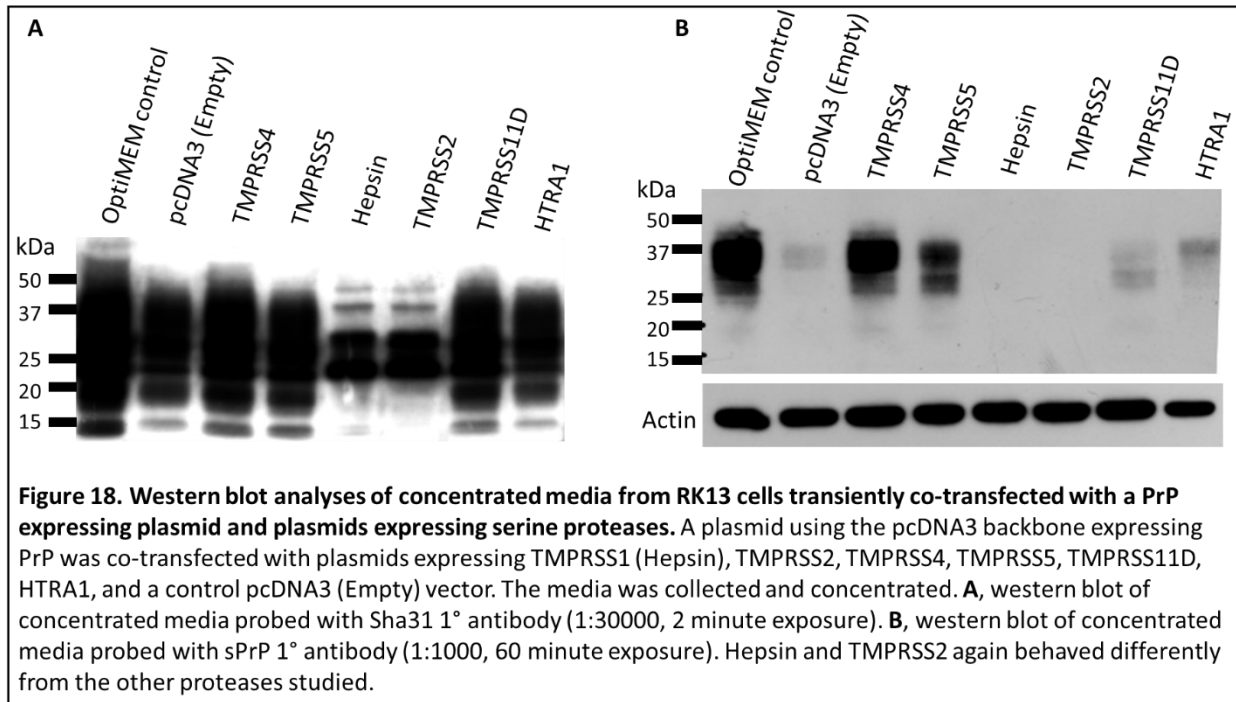 A
OptiMEM control
pcDNA3 (Empty)
TMPRSS4
TMPRSS5
Hepsin
TMPRSS2
TMPRSS11D
HTRA1
kDa
50
37
25
20
15
B
OptiMEM control
pcDNA3 (Empty)
TMPRSS4
TMPRSS5
Hepsin
TMPRSS2
TMPRSS11D
HTRA1
kDa
50
37
25
20
15
Actin
Figure 18. Western blot analyses of concentrated media from RK13 cells transiently co-transfected with a PrP
expressing plasmid and plasmids expressing serine proteases. A plasmid using the pcDNA3 backbone expressing
PrP was co-transfected with plasmids expressing TMPRSS1 (Hepsin), TMPRSS2, TMPRSS4, TMPRSS5, TMPRSS11D,
HTRA1, and a control pcDNA3 (Empty) vector. The media was collected and concentrated. A, western blot of
concentrated media probed with Sha31 1° antibody (1:30000, 2 minute exposure). B, western blot of concentrated
media probed with sPrP 1° antibody (1:1000, 60 minute exposure). Hepsin and TMPRSS2 again behaved differently
from the other proteases studied.